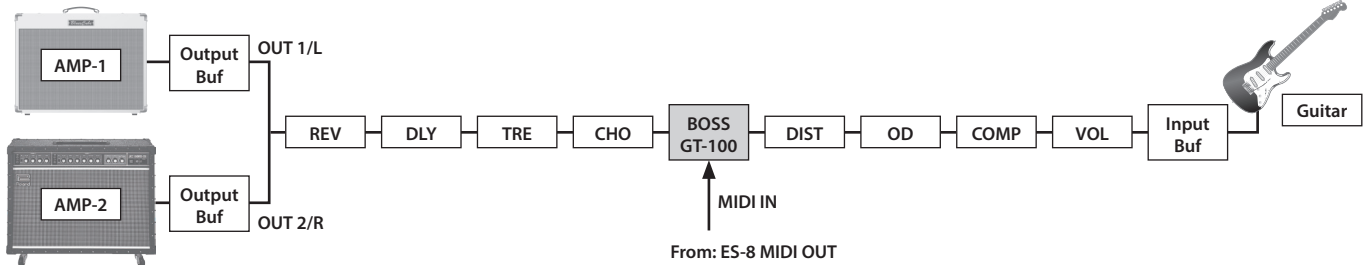 AMP-1
Output
Buf
OUT 1/L
REV
DLY
TRE
CHO
BOSS
GT-100
DIST
OD
COMP
VOL
Input
Buf
Guitar
AMP-2
Output
Buf
OUT 2/R
MIDI IN
From: ES-8 MIDI OUT